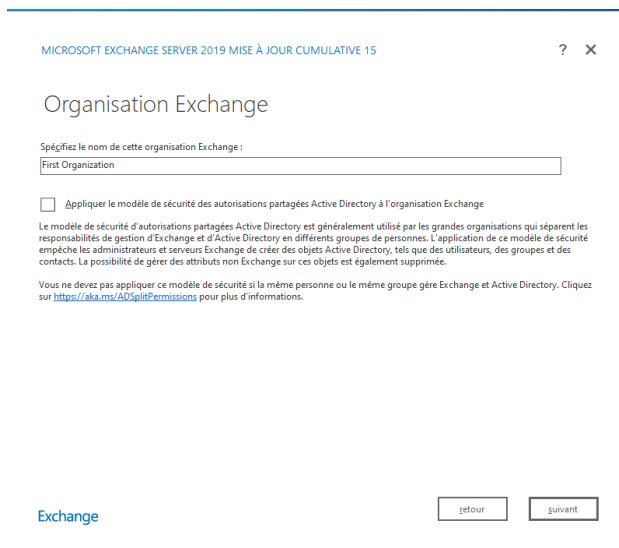 MICROSOFT EXCHANGE SERVER 2019 MISE À JOUR CUMULATIVE 15
?
Organisation Exchange
Spécifiez le nom de cette organisation Exchange :
First Organization
Appliquer le modèle de sécurité des autorisations partagées Active Directory à l'organisation Exchange
Le modèle de sécurité d'autorisations partagées Active Directory est généralement utilisé par les grandes organisations qui séparent les
responsabilités de gestion d'Exchange et d'Active Directory en différents groupes de personnes. L'application de ce modèle de sécurité
empêche les administrateurs et serveurs Exchange de créer des objets Active Directory, tels que des utilisateurs, des groupes et des
contacts. La possibilité de gérer des attributs non Exchange sur ces objets est également supprimée.
Vous ne devez pas appliquer ce modèle de sécurité si la même personne ou le même groupe gère Exchange et Active Directory. Cliquez
sur https://aka.ms/ADSplitPermissions pour plus d'informations.
Exchange
retour
suivant